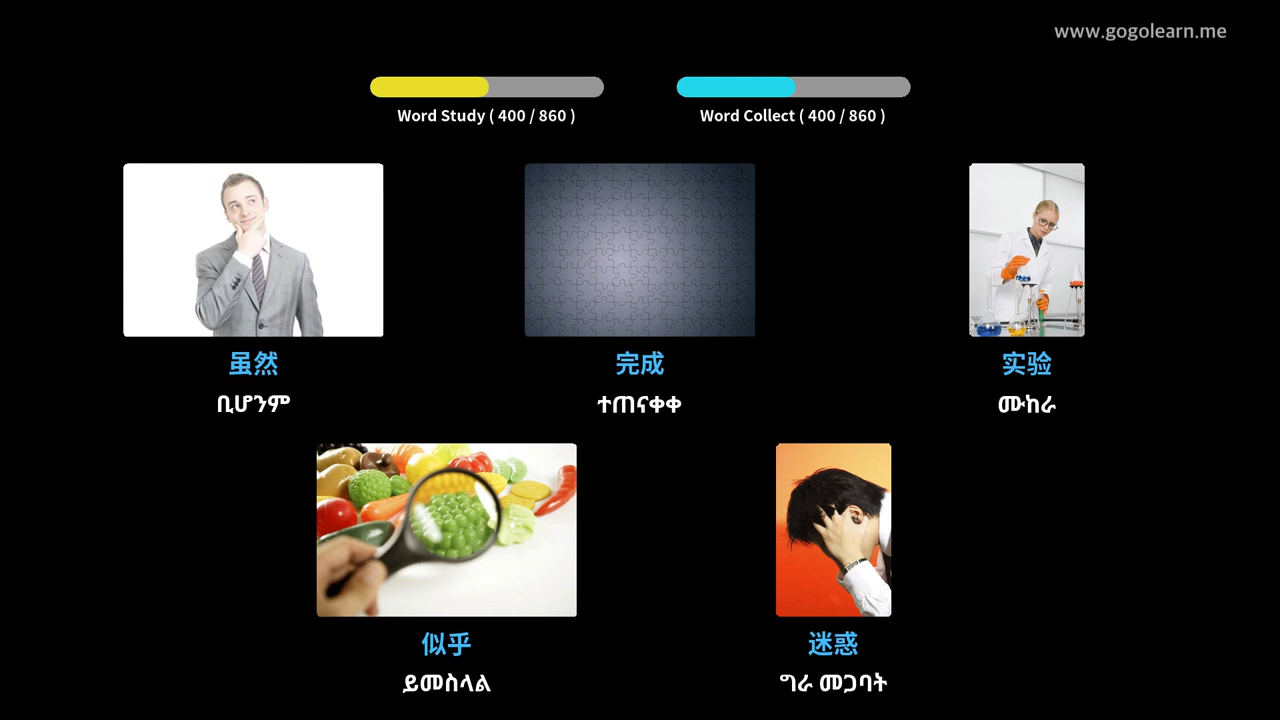 www.gogolearn.me
Word Study ( 400 / 860 )
Word Collect ( 400 / 860 )
虽然
完成
实验
ቢሆንም
ተጠናቀቀ
ሙከራ
似乎
迷惑
ይመስላል
ግራ መጋባት